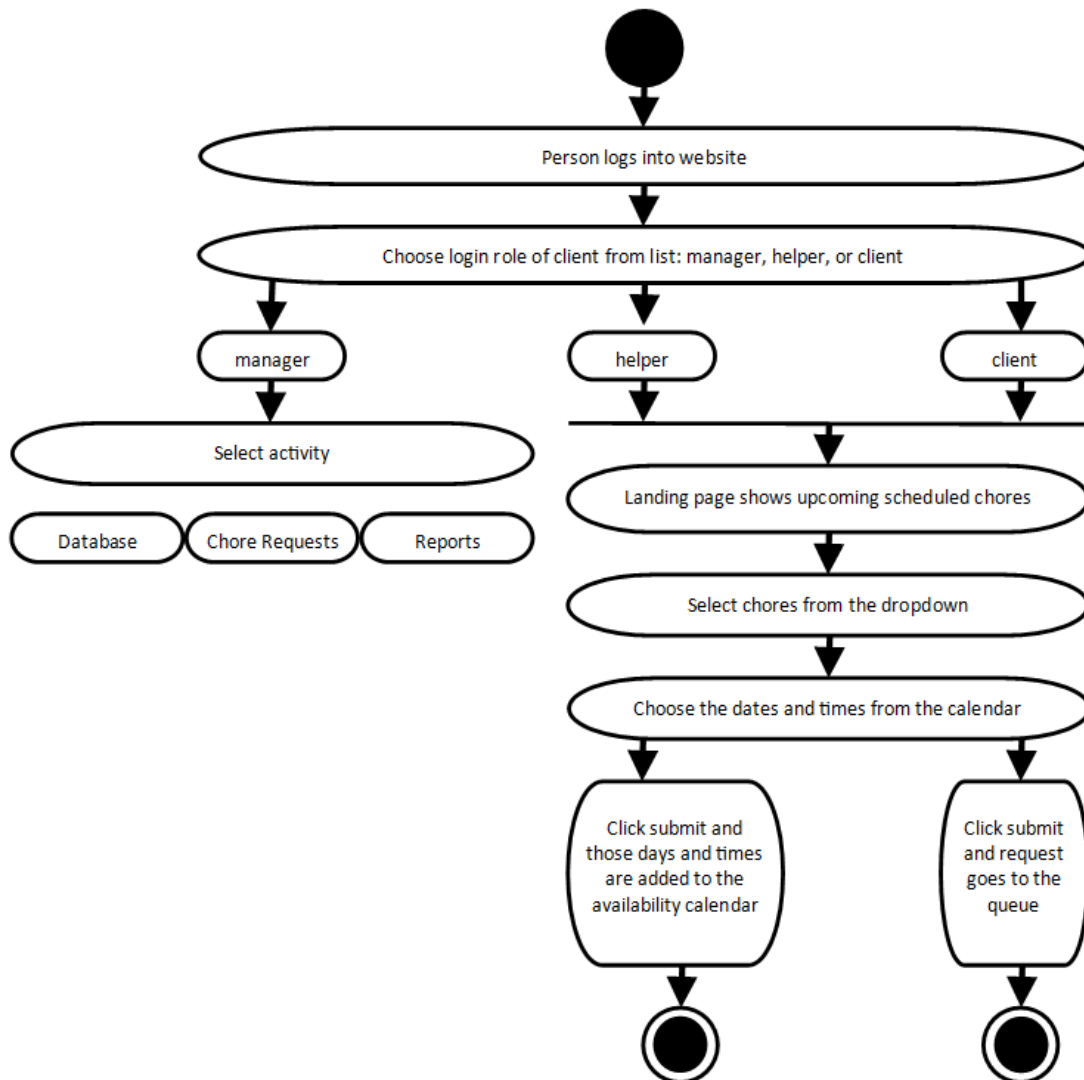 Person logs into website
Choose login role of client from list: manager, helper, or client
manager
helper
client
Select activity
Landing page shows upcoming scheduled chores
Database
Chore Requests
Reports
Select chores from the dropdown
Choose the dates and times from the calendar
Click submit and
those days and times
are added to the
availability calendar
Click submit
and request
goes to the
queue